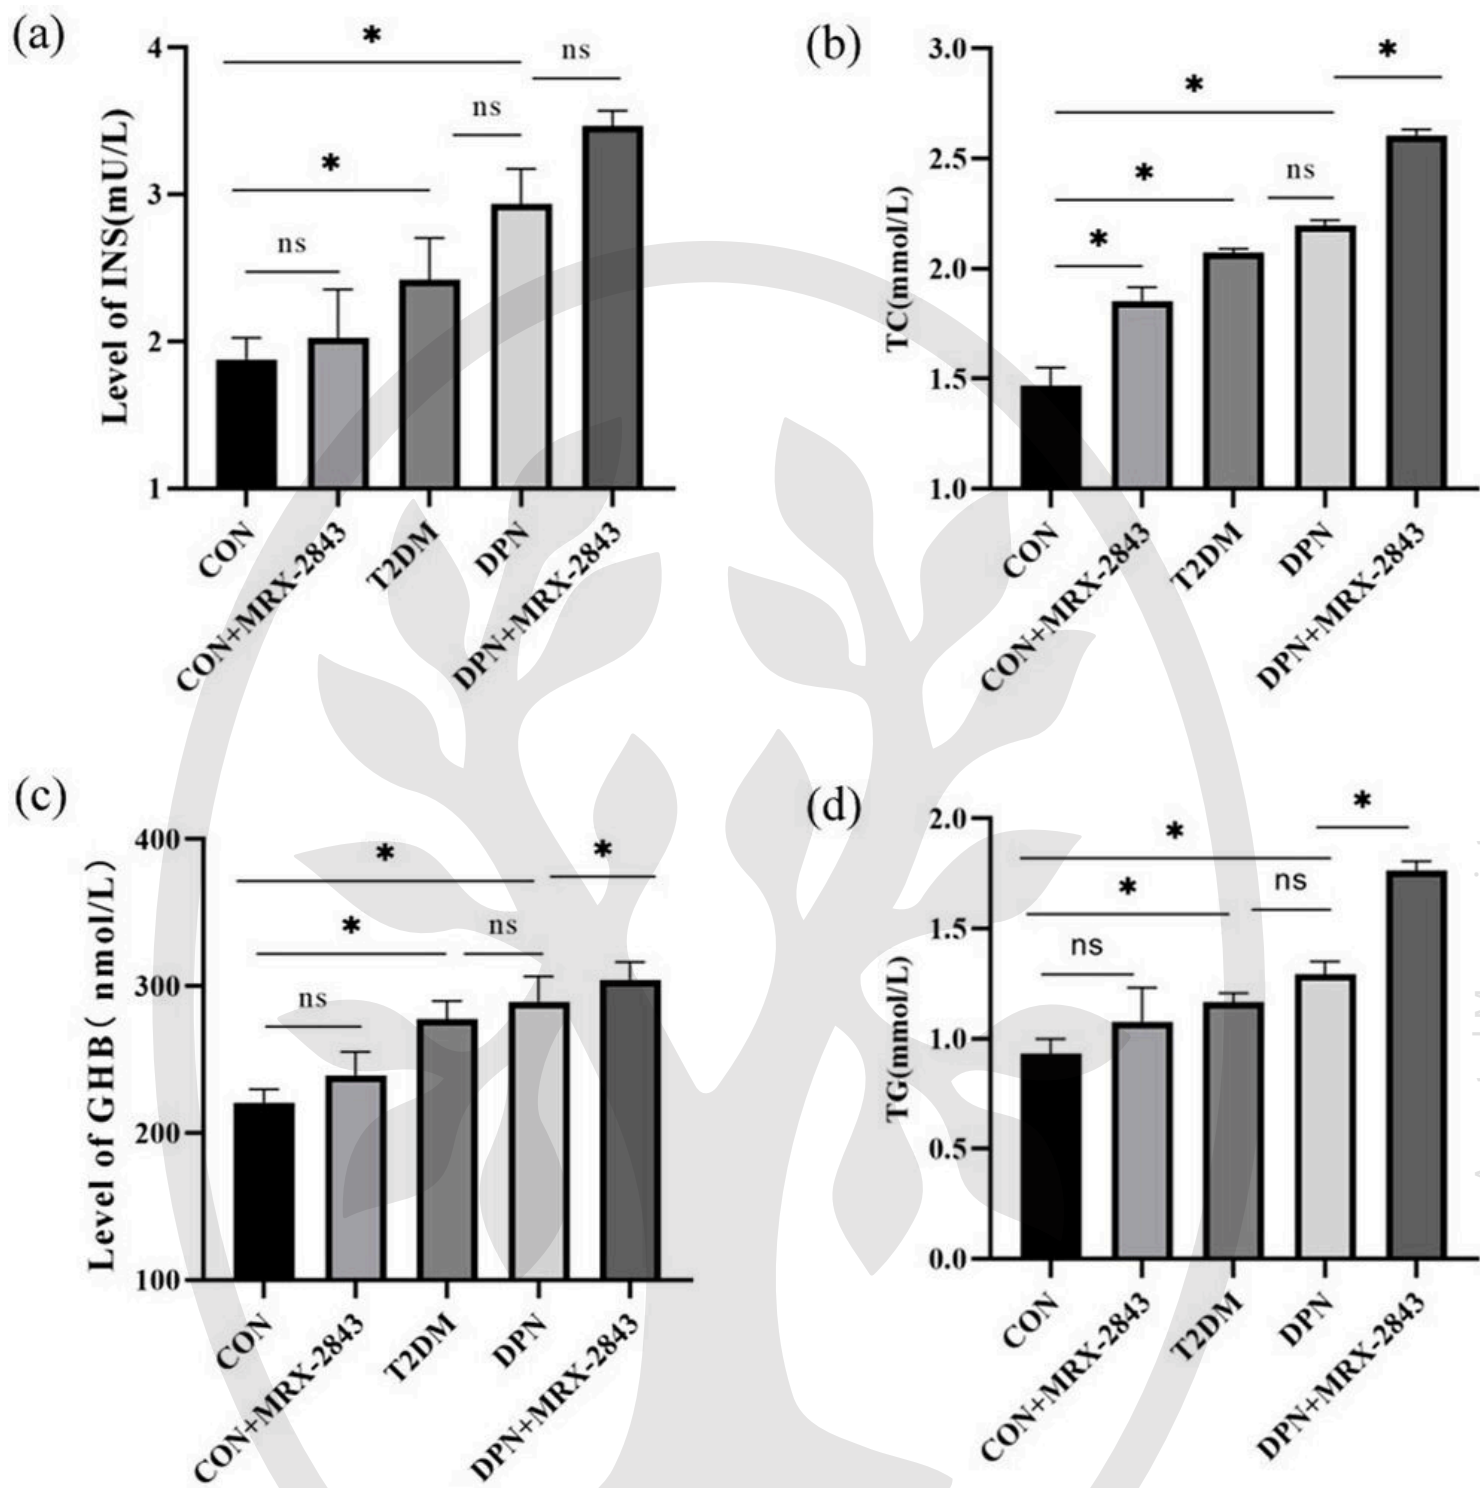 (a)
Level of INS(mU/L)
4
3
2
1
ns
*
ns
*
ns
CON
CON+MRX-2843
T2DM
DPN
DPN+MRX-2843
(b)
TC(mmol/L)
3.0
2.5
2.0
1.5
1.0
*
*
ns
*
*
CON
CON+MRX-2843
T2DM
DPN
DPN+MRX-2843
(c)
Level of GHB( nmol/L)
400
300
200
100
ns
*
ns
*
*
CON
CON+MRX-2843
T2DM
DPN
DPN+MRX-2843
(d)
TG(mmol/L)
2.0
1.5
1.0
0.5
0.0
ns
*
ns
*
*
CON
CON+MRX-2843
T2DM
DPN
DPN+MRX-2843